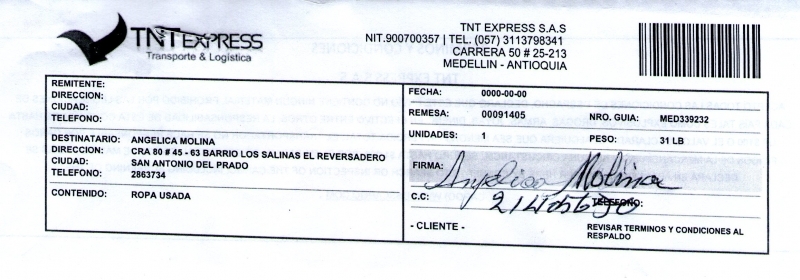 TNT EXPRESS
Transporte & Logística
TNT EXPRESS S.A.S
NIT.900700357 | TEL. (057) 3113798341
CARRERA 50 # 25-213
MEDELLIN - ANTIOQUIA
REMITENTE:
DIRECCION:
CIUDAD:
TELEFONO:
DESTINATARIO: ANGELICA MOLINA
DIRECCION: CRA 80 # 45 - 63 BARRIO LOS SALINAS EL REVERSADERO
CIUDAD: SAN ANTONIO DEL PRADO
TELEFONO: 2863734
CONTENIDO: ROPA USADA
FECHA: 0000-00-00
REMESA: 00091405 NRO. GUIA: MED339232
UNIDADES: 1 PESO: 31 LB
FIRMA: Molina
C.C: TELEFONO:
- CLIENTE - REVISAR TERMINOS Y CONDICIONES AL
RESPALDO